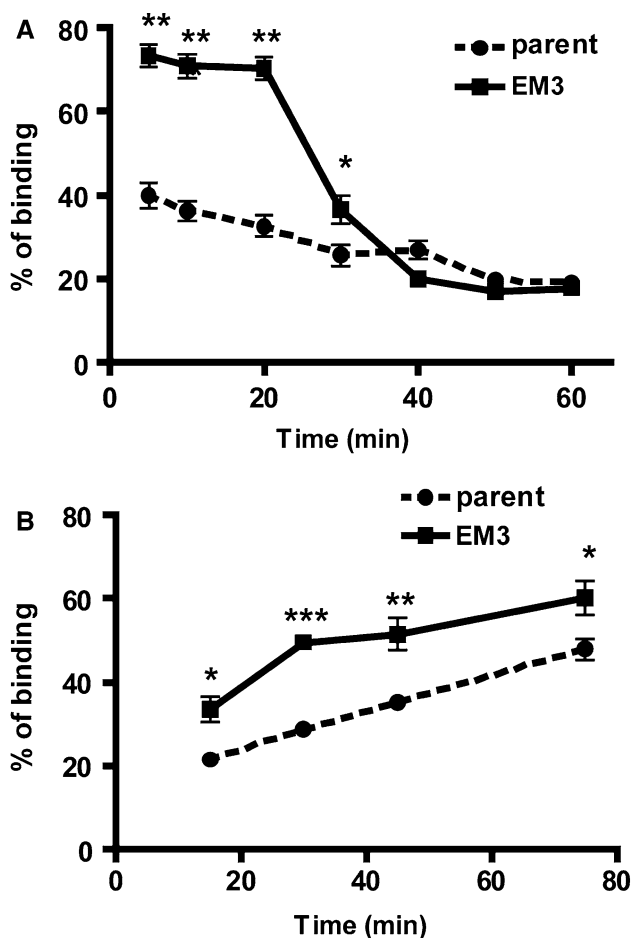 A
80
60
40
20
0
% of binding
** ** **
*
parent
EM3
0 20 40 60
Time (min)
B
80
60
40
20
0
% of binding
parent
EM3
* *** ** *
0 20 40 60 80
Time (min)